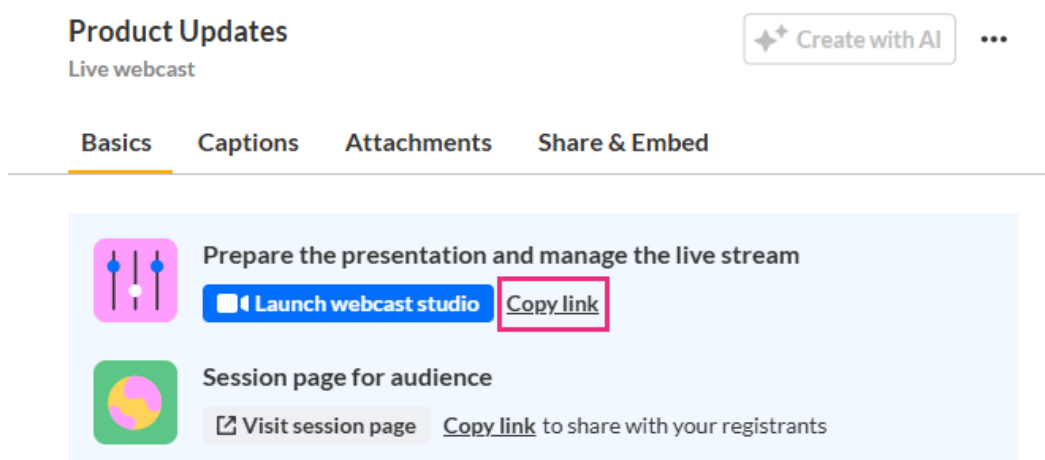 Product Updates
Create with AI
Live webcast
Basics Captions Attachments Share & Embed
Prepare the presentation and manage the live stream
Launch webcast studio Copy link
Session page for audience
Visit session page Copy link to share with your registrants